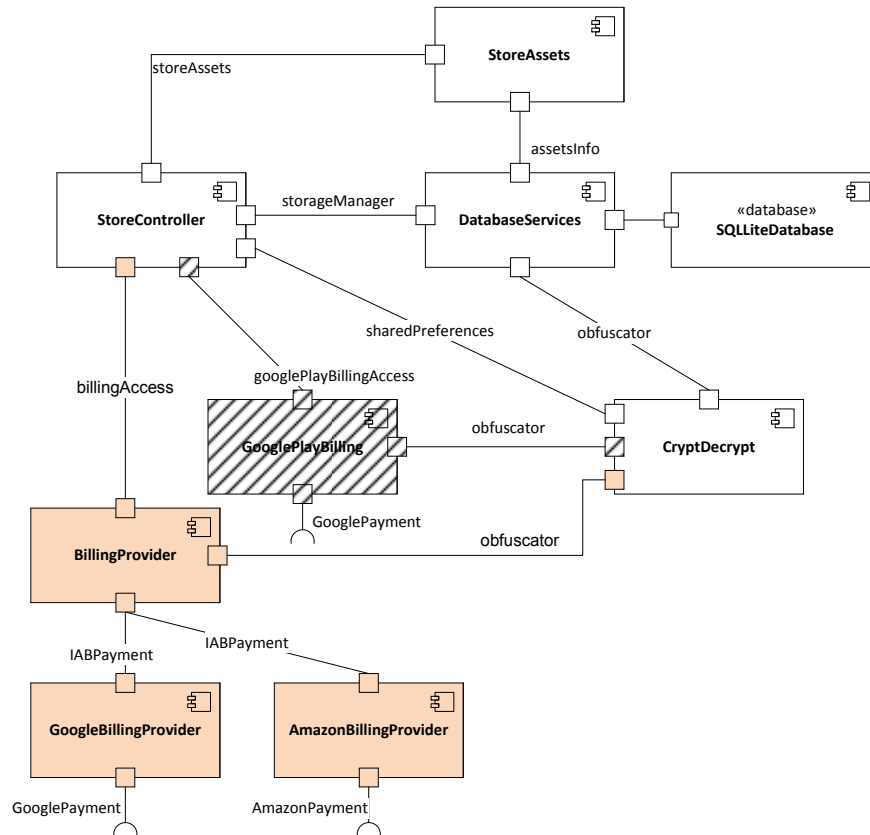 StoreAssets
storeAssets
assetsInfo
StoreController
storageManager
DatabaseServices
«database»
SQLLiteDatabase
sharedPreferences
obfuscator
billingAccess
googlePlayBillingAccess
GooglePlayBilling
obfuscator
CryptDecrypt
GooglePayment
BillingProvider
obfuscator
IABPayment
IABPayment
GoogleBillingProvider
AmazonBillingProvider
GooglePayment
AmazonPayment